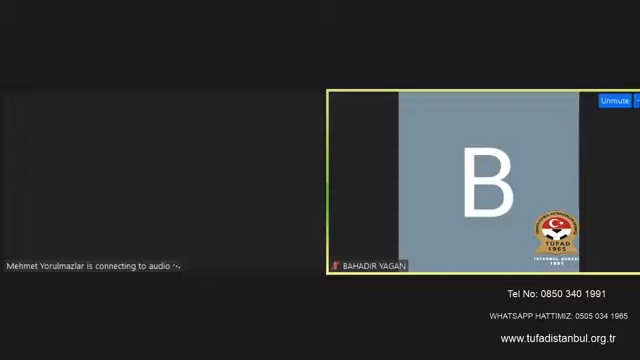 Unmute
B
TÜFAD
1965
Mehmet Yorulmazlar is connecting to audio
BAHADIR YAGAN
Tel No: 0850 340 1991
WHATSAPP HATTIMIZ: 0505 034 1965
www.tufadistanbul.org.tr